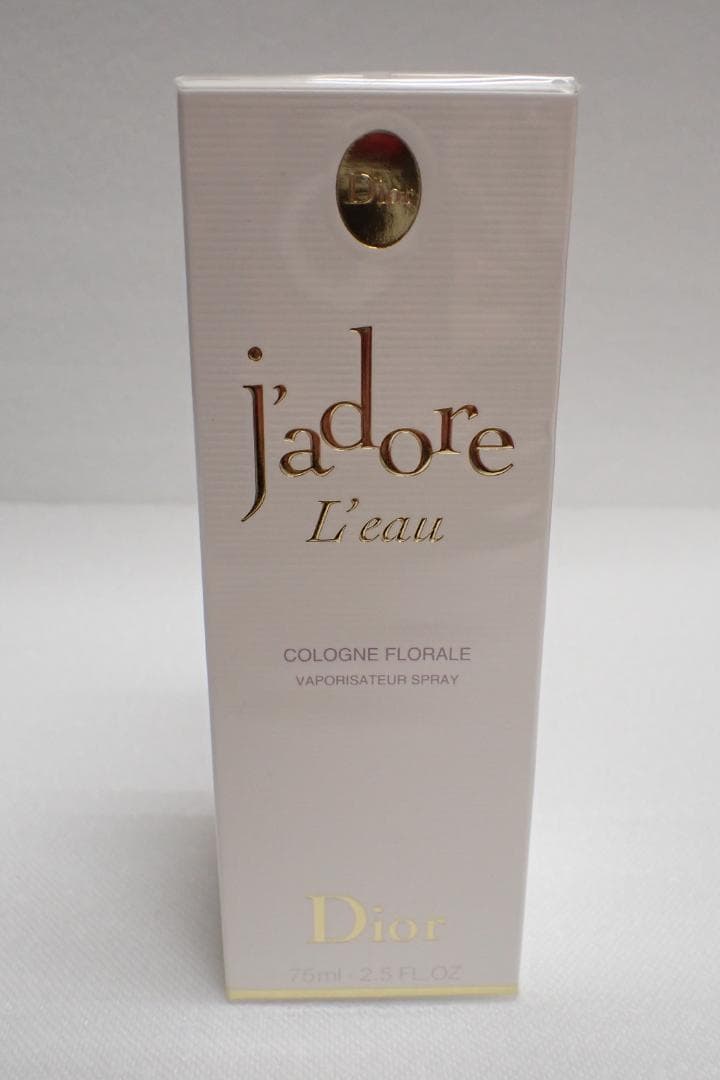 Dior
j'adore
L'eau
COLOGNE FLORALE
VAPORISATEUR SPRAY
Dior
75ml - 2.5 FL.OZ